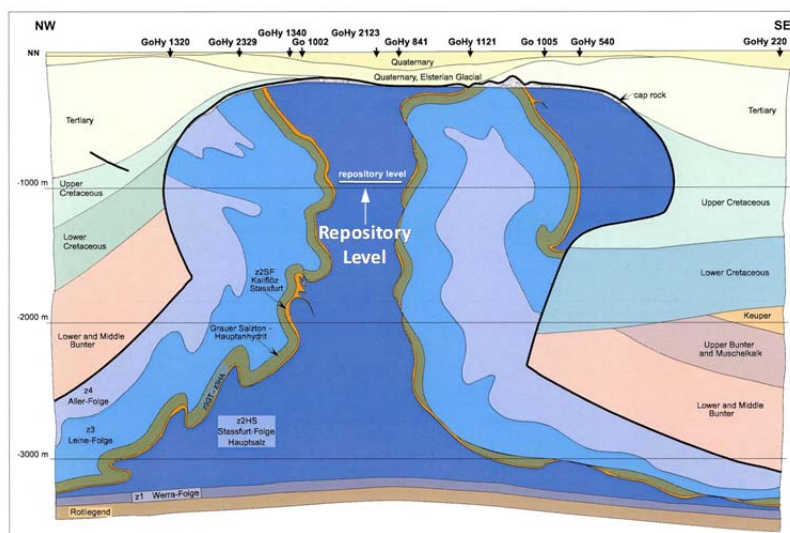 NW
SE
GoHy 1340 GoHy 2123
GoHy 1320 GoHy 2329 Go 1002 GoHy 841 GoHy 1121 Go 1005 GoHy 540 GoHy 220
NN
Quaternary
Quaternary, Elsterian Glacial
cap rock
Tertiary
Tertiary
-1000 m
repository level
Repository
Level
Upper
Cretaceous
Upper Cretaceous
Lower
Cretaceous
Lower Cretaceous
z2SF
Kaliflöz
Stassfurt
-2000 m
Keuper
Lower and Middle
Bunter
Grauer Salzton -
Hauptanhydrit
Upper Bunter
and Muschelkalk
z4
Aller-Folge
z2GT - z3HA
Lower and Middle
Bunter
z3
Leine-Folge
z2HS
Stassfurt-Folge
Hauptsalz
-3000 m
z1 Werra-Folge
Rotliegend